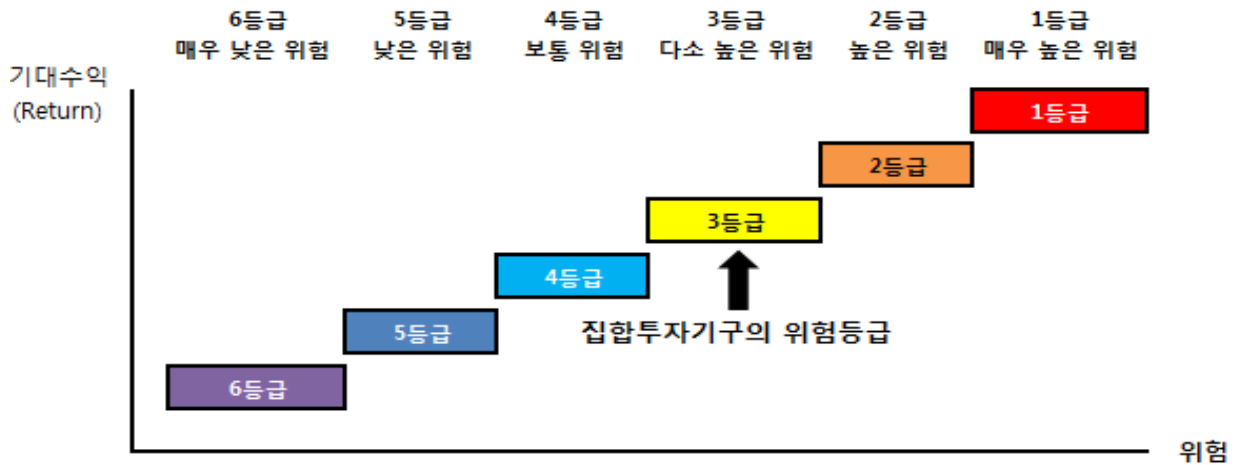 6등급 5등급 4등급 3등급 2등급 1등급
매우 낮은 위험 낮은 위험 보통 위험 다소 높은 위험 높은 위험 매우 높은 위험
기대수익
(Return)
1등급
2등급
3등급
4등급
집합투자기구의 위험등급
5등급
6등급
위험